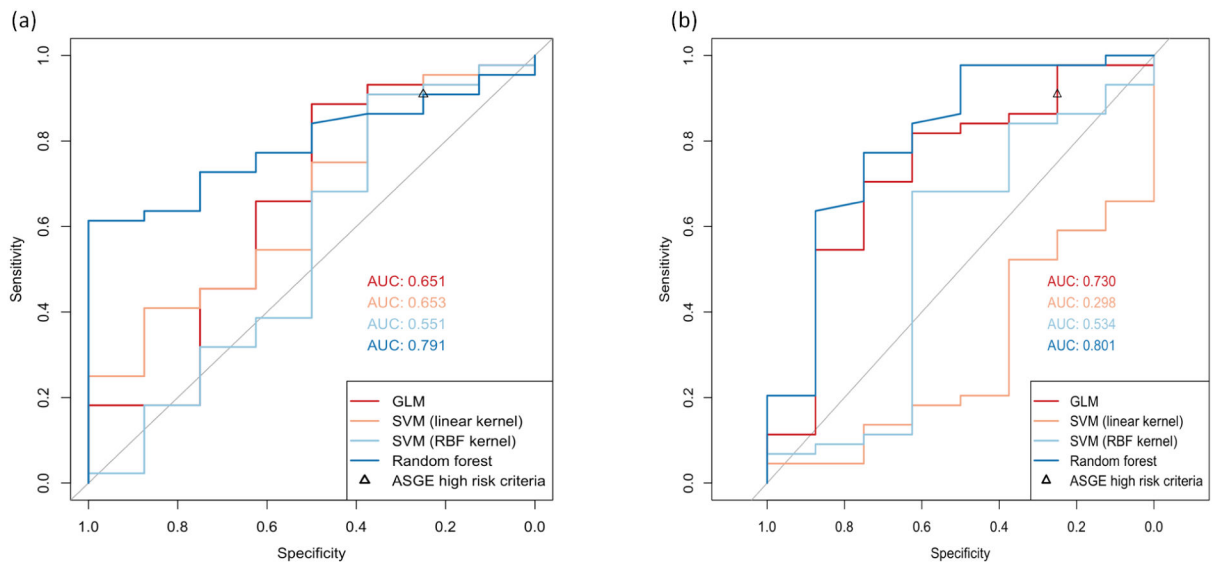 (a)
1.0
0.8
0.6
0.4
0.2
0.0
Sensitivity
AUC: 0.651
AUC: 0.653
AUC: 0.551
AUC: 0.791
GLM
SVM (linear kernel)
SVM (RBF kernel)
Random forest
ASGE high risk criteria
1.0 0.8 0.6 0.4 0.2 0.0
Specificity
(b)
1.0
0.8
0.6
0.4
0.2
0.0
Sensitivity
AUC: 0.730
AUC: 0.298
AUC: 0.534
AUC: 0.801
GLM
SVM (linear kernel)
SVM (RBF kernel)
Random forest
ASGE high risk criteria
1.0 0.8 0.6 0.4 0.2 0.0
Specificity